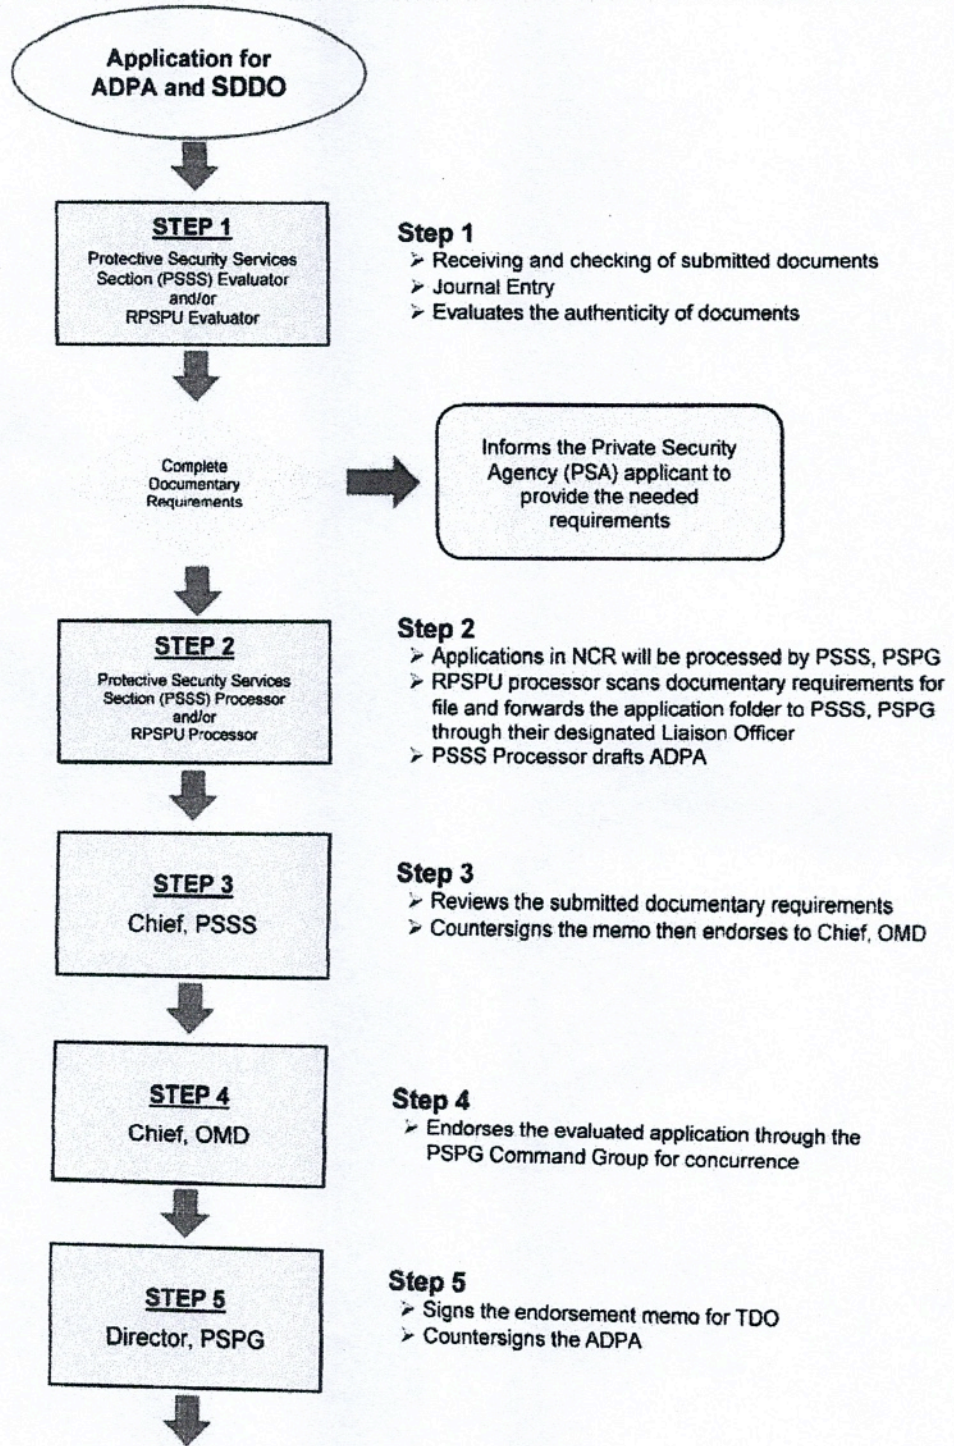 Application for
ADPA and SDDO
STEP 1
Protective Security Services
Section (PSSS) Evaluator
and/or
RPSPU Evaluator
Step 1
➢ Receiving and checking of submitted documents
➢ Journal Entry
➢ Evaluates the authenticity of documents
Complete
Documentary
Requirements
Informs the Private Security
Agency (PSA) applicant to
provide the needed
requirements
STEP 2
Protective Security Services
Section (PSSS) Processor
and/or
RPSPU Processor
Step 2
➢ Applications in NCR will be processed by PSSS, PSPG
➢ RPSPU processor scans documentary requirements for
file and forwards the application folder to PSSS, PSPG
through their designated Liaison Officer
➢ PSSS Processor drafts ADPA
STEP 3
Chief, PSSS
Step 3
➢ Reviews the submitted documentary requirements
➢ Countersigns the memo then endorses to Chief, OMD
STEP 4
Chief, OMD
Step 4
➢ Endorses the evaluated application through the
PSPG Command Group for concurrence
STEP 5
Director, PSPG
Step 5
➢ Signs the endorsement memo for TDO
➢ Countersigns the ADPA